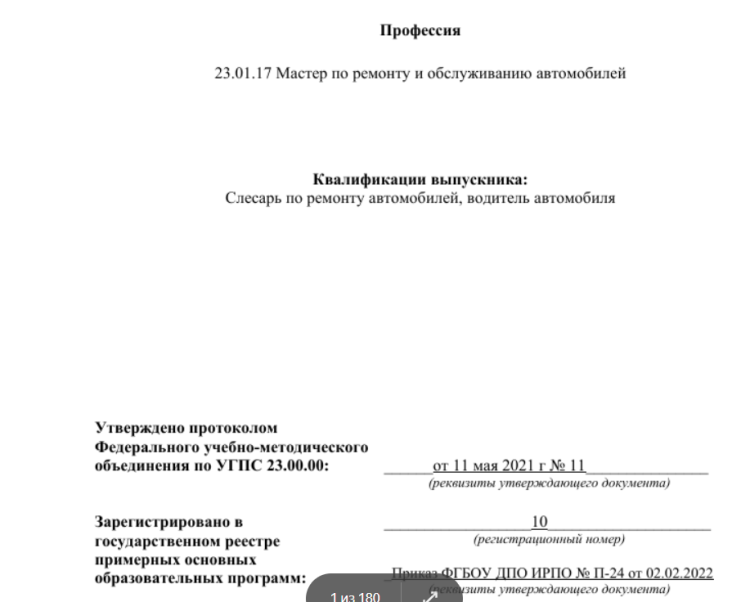 Профессия
23.01.17 Мастер по ремонту и обслуживанию автомобилей
Квалификации выпускника:
Слесарь по ремонту автомобилей, водитель автомобиля
Утверждено протоколом
Федерального учебно-методического
объединения по УГПС 23.00.00:
от 11 мая 2021 г № 11
(реквизиты утверждающего документа)
Зарегистрировано в
государственном реестре
примерных основных
образовательных программ:
10
(регистрационный номер)
Приказ ФГБОУ ДПО ИРПО № П-24 от 02.02.2022
(реквизиты утверждающего документа)
1 из 180